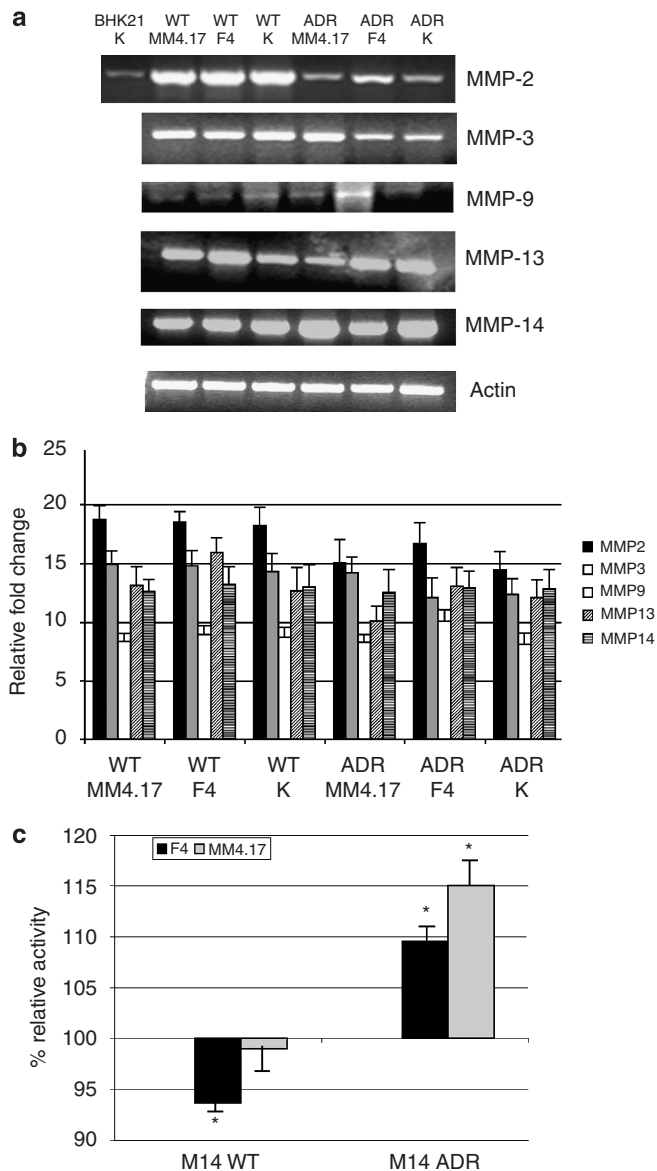 a
BHK21 WT WT WT ADR ADR ADR
K MM4.17 F4 K MM4.17 F4 K
MMP-2
MMP-3
MMP-9
MMP-13
MMP-14
Actin
b
Relative fold change
25
20
15
10
5
0
WT WT WT ADR ADR ADR
MM4.17 F4 K MM4.17 F4 K
MMP2
MMP3
MMP9
MMP13
MMP14
c
% relative activity
120
115
110
105
100
95
90
F4 MM4.17
*
*
*
M14 WT M14 ADR